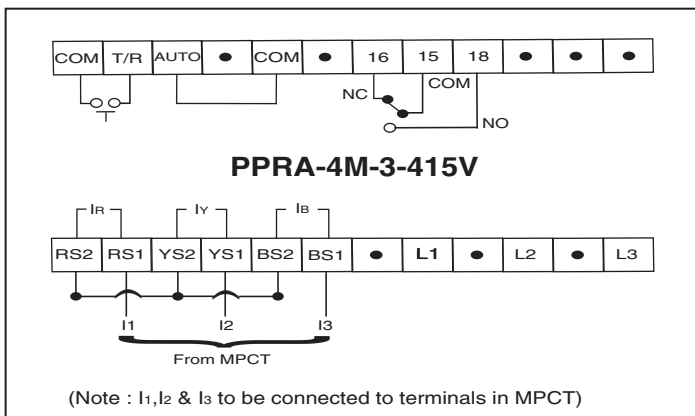 COM T/R AUTO ● COM ● 16 15 18 ● ● ●
NC COM
NO
PPRA-4M-3-415V
IR IY IB
RS2 RS1 YS2 YS1 BS2 BS1 ● L1 ● L2 ● L3
I1 I2 I3
From MPCT
(Note : I1,I2 & I3 to be connected to terminals in MPCT)